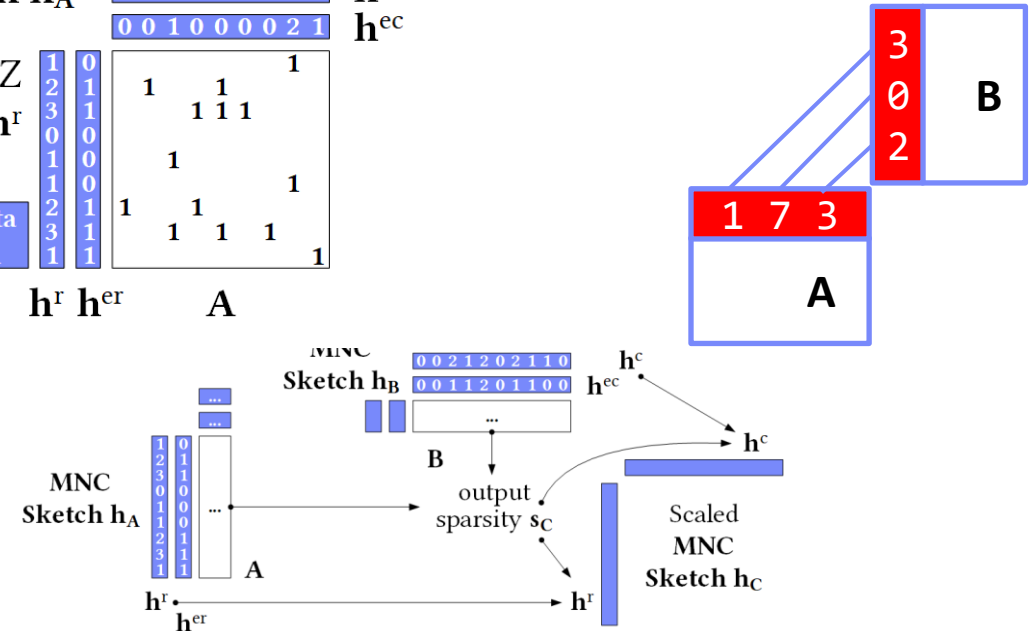 0 0 1 0 0 0 0 2 1
h^ec
Z
1 0 1
2 1 1 1
3 1 1 1 1
0 0
1 0 1
1 0 1
2 1 1 1
3 1 1 1 1
1 1 1
h^r h^er A
3
0
2
B
1 7 3
A
MNC
Sketch h_B
0 0 2 1 2 0 2 1 1 0
0 0 1 1 2 0 1 1 0 0
h^c
h^ec
...
B
...
...
MNC
Sketch h_A
1 0
2 1
3 1
0 0
1 0
1 0
2 1
3 1
1 1
...
A
h^r
h^er
output
sparsity s_C
h^c
h^r
Scaled
MNC
Sketch h_C